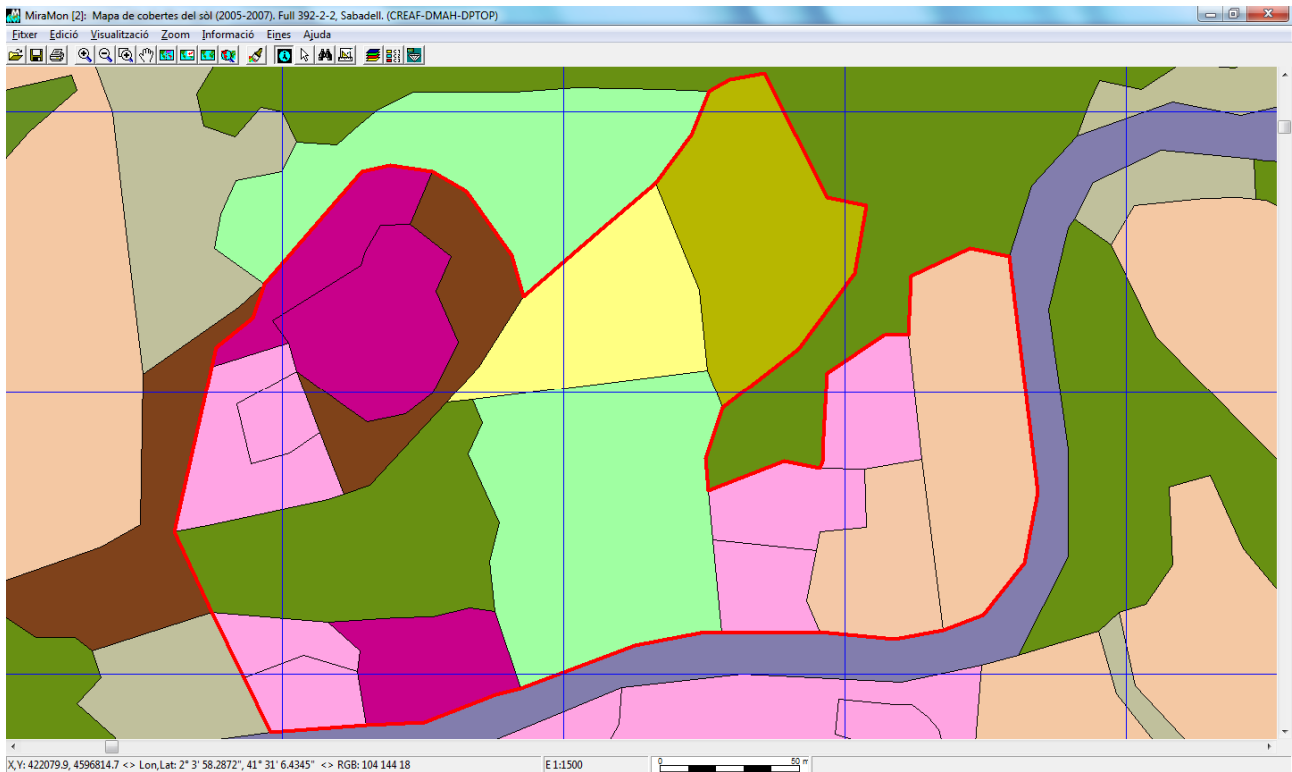 MiraMon [2]: Mapa de cobertes del sòl (2005-2007). Full 392-2-2, Sabadell. (CREAF-DMAH-DPTOP)
Fitxer Edició Visualització Zoom Informació Eines Ajuda
X,Y: 422079.9, 4596814.7 <> Lon,Lat: 2° 3' 58.2872", 41° 31' 6.4345" <> RGB: 104 144 18 E 1:1500 0 50 m